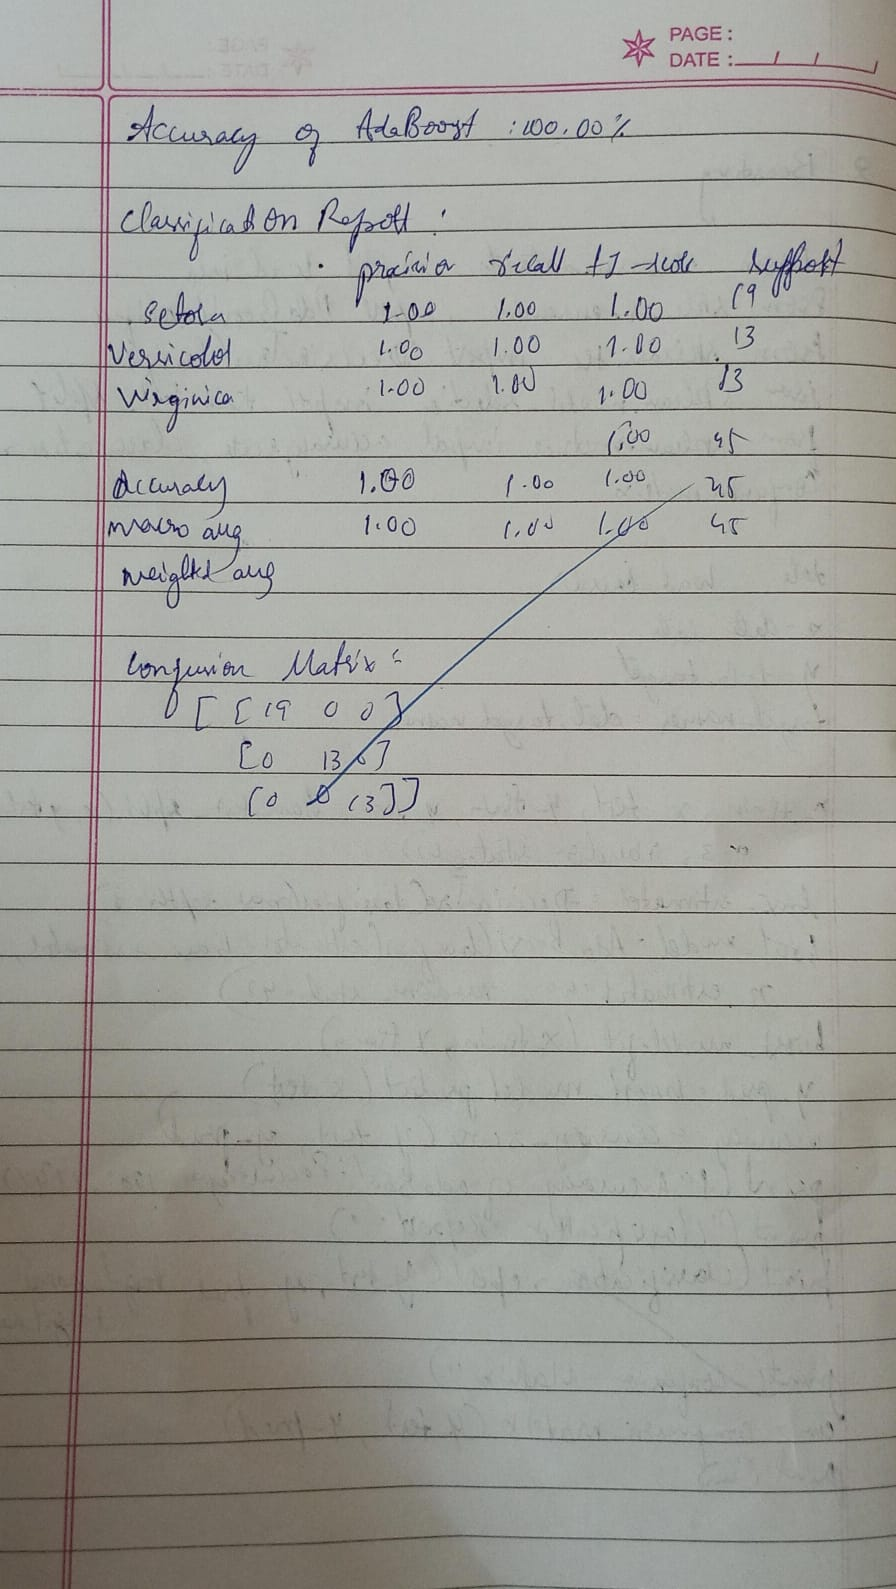 PAGE :
DATE : / /
Accuracy of AdaBoost : 100.00%
Classification Report :
precision recall f1-score support
setosa 1.00 1.00 1.00 19
Versicolor 1.00 1.00 1.00 13
Virginica 1.00 1.00 1.00 13
1.00 45
Accuracy 1.00 1.00 1.00 45
macro avg 1.00 1.00 1.00 45
weighted avg
Confusion Matrix :
[ [ 19 0 0 ]
[ 0 13 0 ]
[ 0 0 13 ] ]